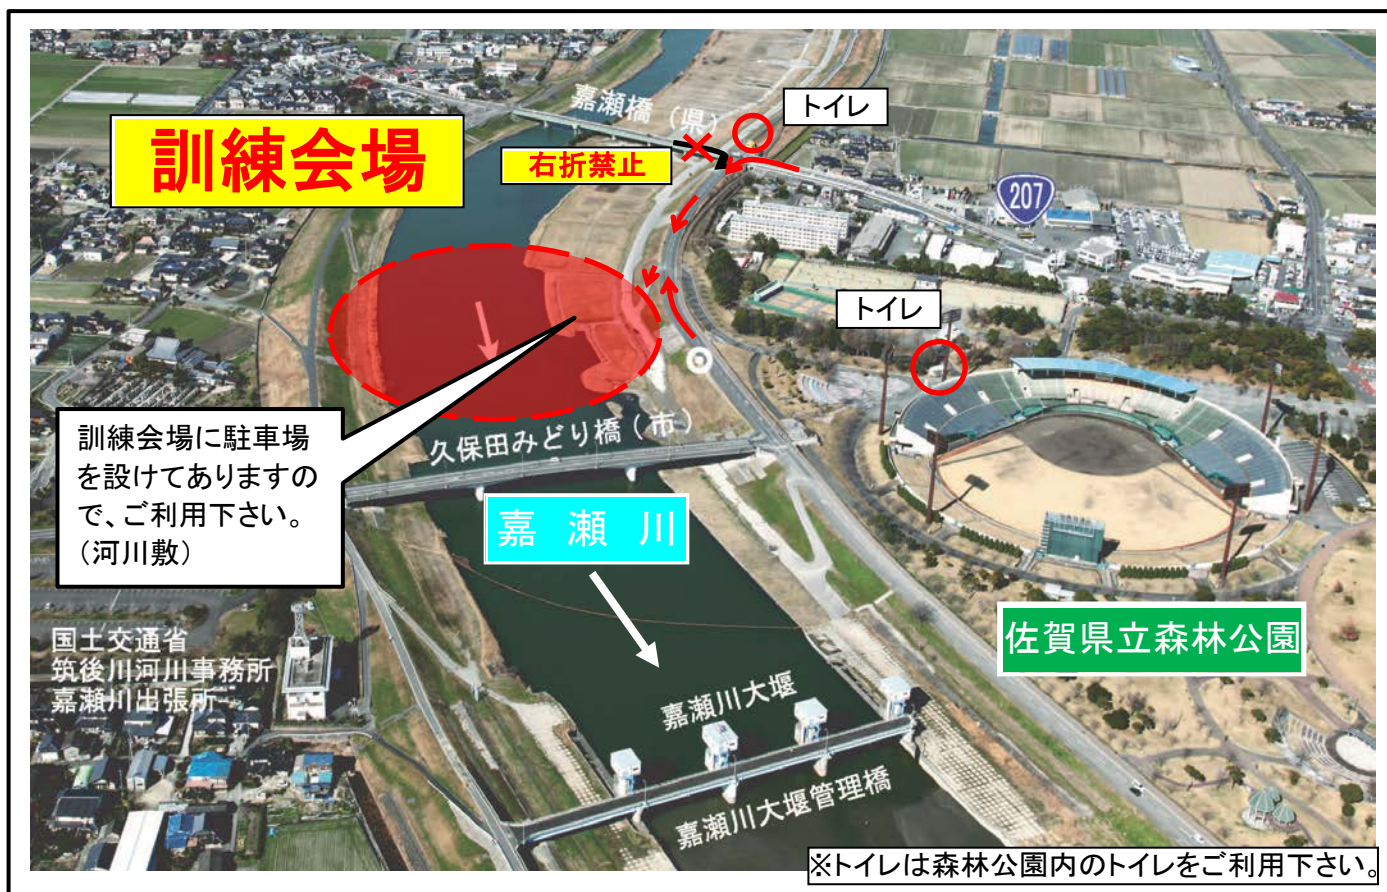 嘉瀬橋（県）
トイレ
訓練会場
右折禁止
207
トイレ
訓練会場に駐車場
を設けてありますの
で、ご利用下さい。
（河川敷）
久保田みどり橋（市）
嘉瀬川
佐賀県立森林公園
国土交通省
筑後川河川事務所
嘉瀬川出張所
嘉瀬川大堰
嘉瀬川大堰管理橋
※トイレは森林公園内のトイレをご利用下さい。